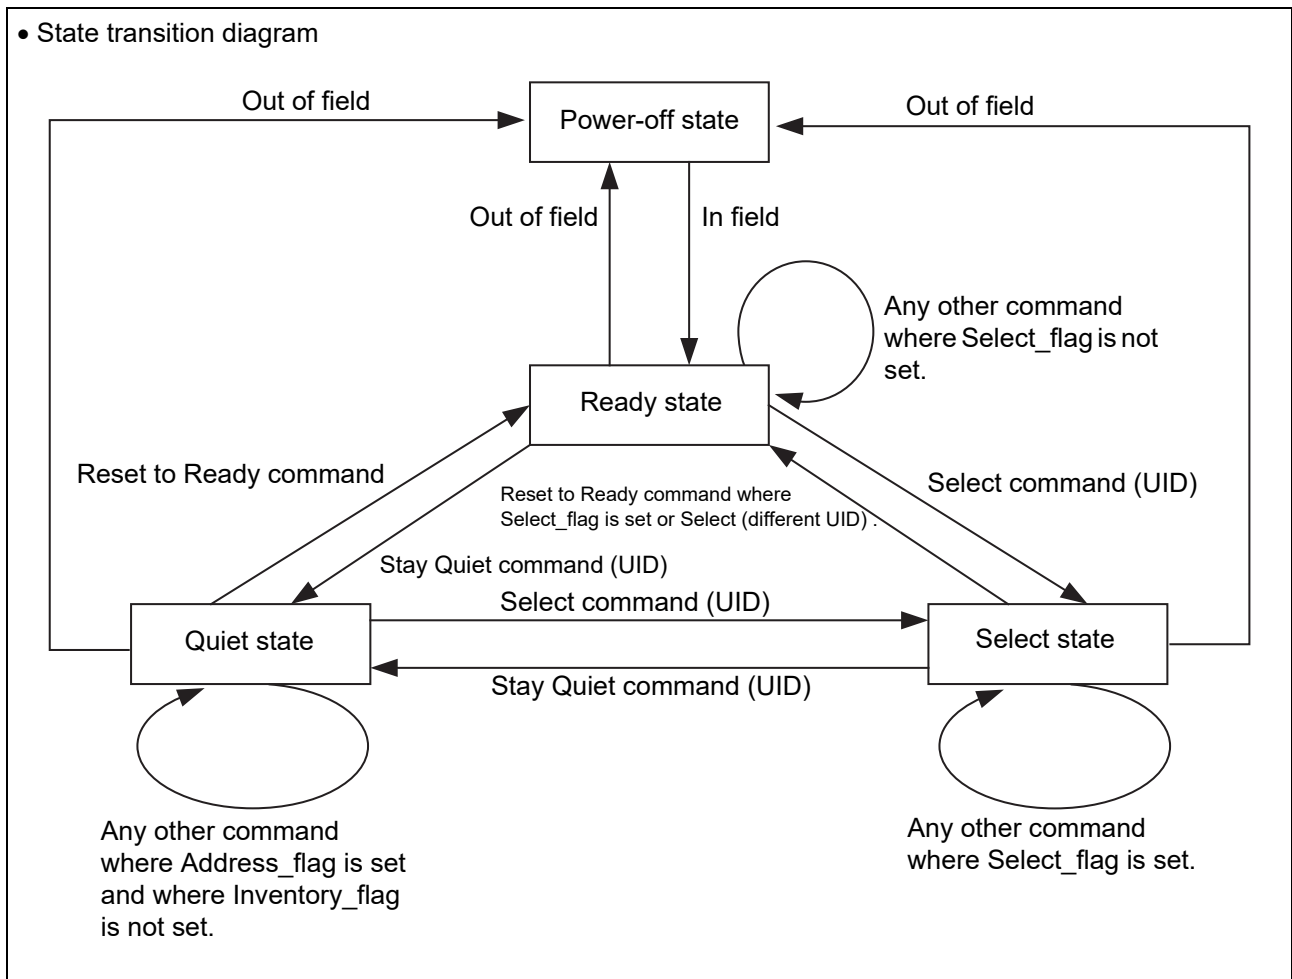 • State transition diagram
Out of field
Power-off state
Out of field
Out of field
In field
Any other command
where Select_flag is not
set.
Ready state
Reset to Ready command
Select command (UID)
Reset to Ready command where
Select_flag is set or Select (different UID) .
Stay Quiet command (UID)
Select command (UID)
Quiet state
Select state
Stay Quiet command (UID)
Any other command
where Address_flag is set
and where Inventory_flag
is not set.
Any other command
where Select_flag is set.